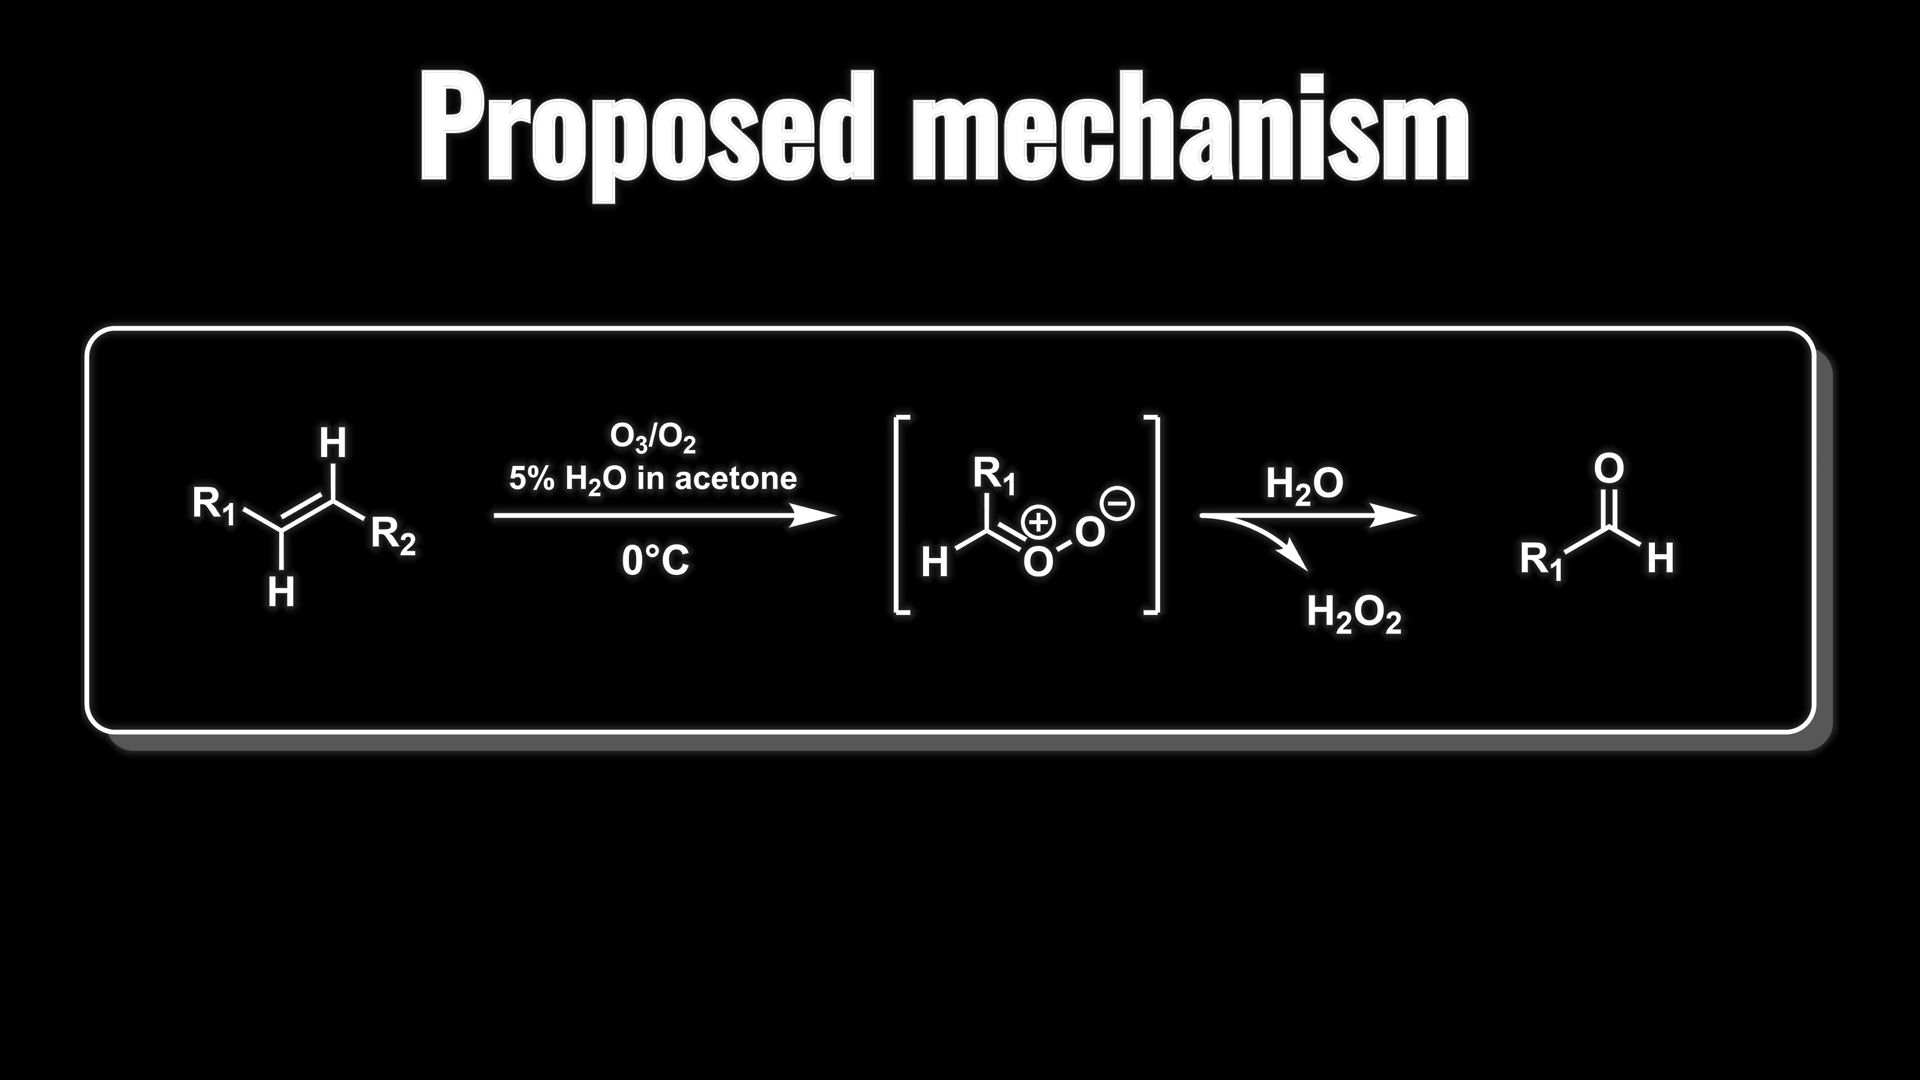 Proposed mechanism
H
R₁
R₂
H
O₃/O₂
5% H₂O in acetone
0°C
R₁
H
O
⊕
O
⊖
H₂O
H₂O₂
O
R₁
H